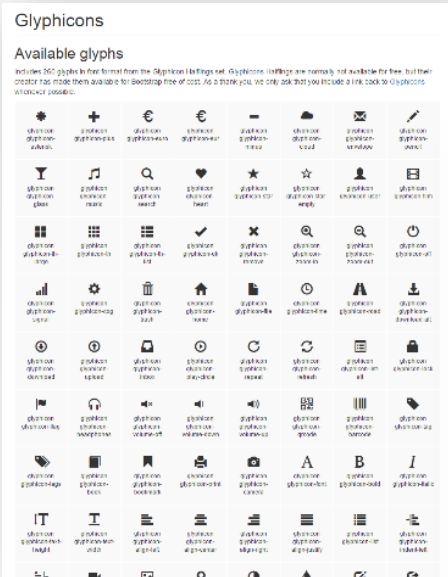 Glyphicons
Available glyphs
Includes 260 glyphs in font format from the Glyphicon Halflings set. Glyphicons Halflings are normally not available for free, but their
creator has made them available for Bootstrap free of cost. As a thank you, we only ask that you include a link back to Glyphicons
whenever possible.
glyphicon glyphicon-asterisk
glyphicon glyphicon-plus
glyphicon glyphicon-euro
glyphicon glyphicon-eur
glyphicon glyphicon-minus
glyphicon glyphicon-cloud
glyphicon glyphicon-envelope
glyphicon glyphicon-pencil
glyphicon glyphicon-glass
glyphicon glyphicon-music
glyphicon glyphicon-search
glyphicon glyphicon-heart
glyphicon glyphicon-star
glyphicon glyphicon-star-empty
glyphicon glyphicon-user
glyphicon glyphicon-film
glyphicon glyphicon-th-large
glyphicon glyphicon-th
glyphicon glyphicon-th-list
glyphicon glyphicon-ok
glyphicon glyphicon-remove
glyphicon glyphicon-zoom-in
glyphicon glyphicon-zoom-out
glyphicon glyphicon-off
glyphicon glyphicon-signal
glyphicon glyphicon-cog
glyphicon glyphicon-trash
glyphicon glyphicon-home
glyphicon glyphicon-file
glyphicon glyphicon-time
glyphicon glyphicon-road
glyphicon glyphicon-download-alt
glyphicon glyphicon-download
glyphicon glyphicon-upload
glyphicon glyphicon-inbox
glyphicon glyphicon-play-circle
glyphicon glyphicon-repeat
glyphicon glyphicon-refresh
glyphicon glyphicon-list-alt
glyphicon glyphicon-lock
glyphicon glyphicon-flag
glyphicon glyphicon-headphones
glyphicon glyphicon-volume-off
glyphicon glyphicon-volume-down
glyphicon glyphicon-volume-up
glyphicon glyphicon-qrcode
glyphicon glyphicon-barcode
glyphicon glyphicon-tag
glyphicon glyphicon-tags
glyphicon glyphicon-book
glyphicon glyphicon-bookmark
glyphicon glyphicon-print
glyphicon glyphicon-camera
glyphicon glyphicon-font
glyphicon glyphicon-bold
glyphicon glyphicon-italic
glyphicon glyphicon-text-height
glyphicon glyphicon-text-width
glyphicon glyphicon-align-left
glyphicon glyphicon-align-center
glyphicon glyphicon-align-right
glyphicon glyphicon-align-justify
glyphicon glyphicon-list
glyphicon glyphicon-indent-left